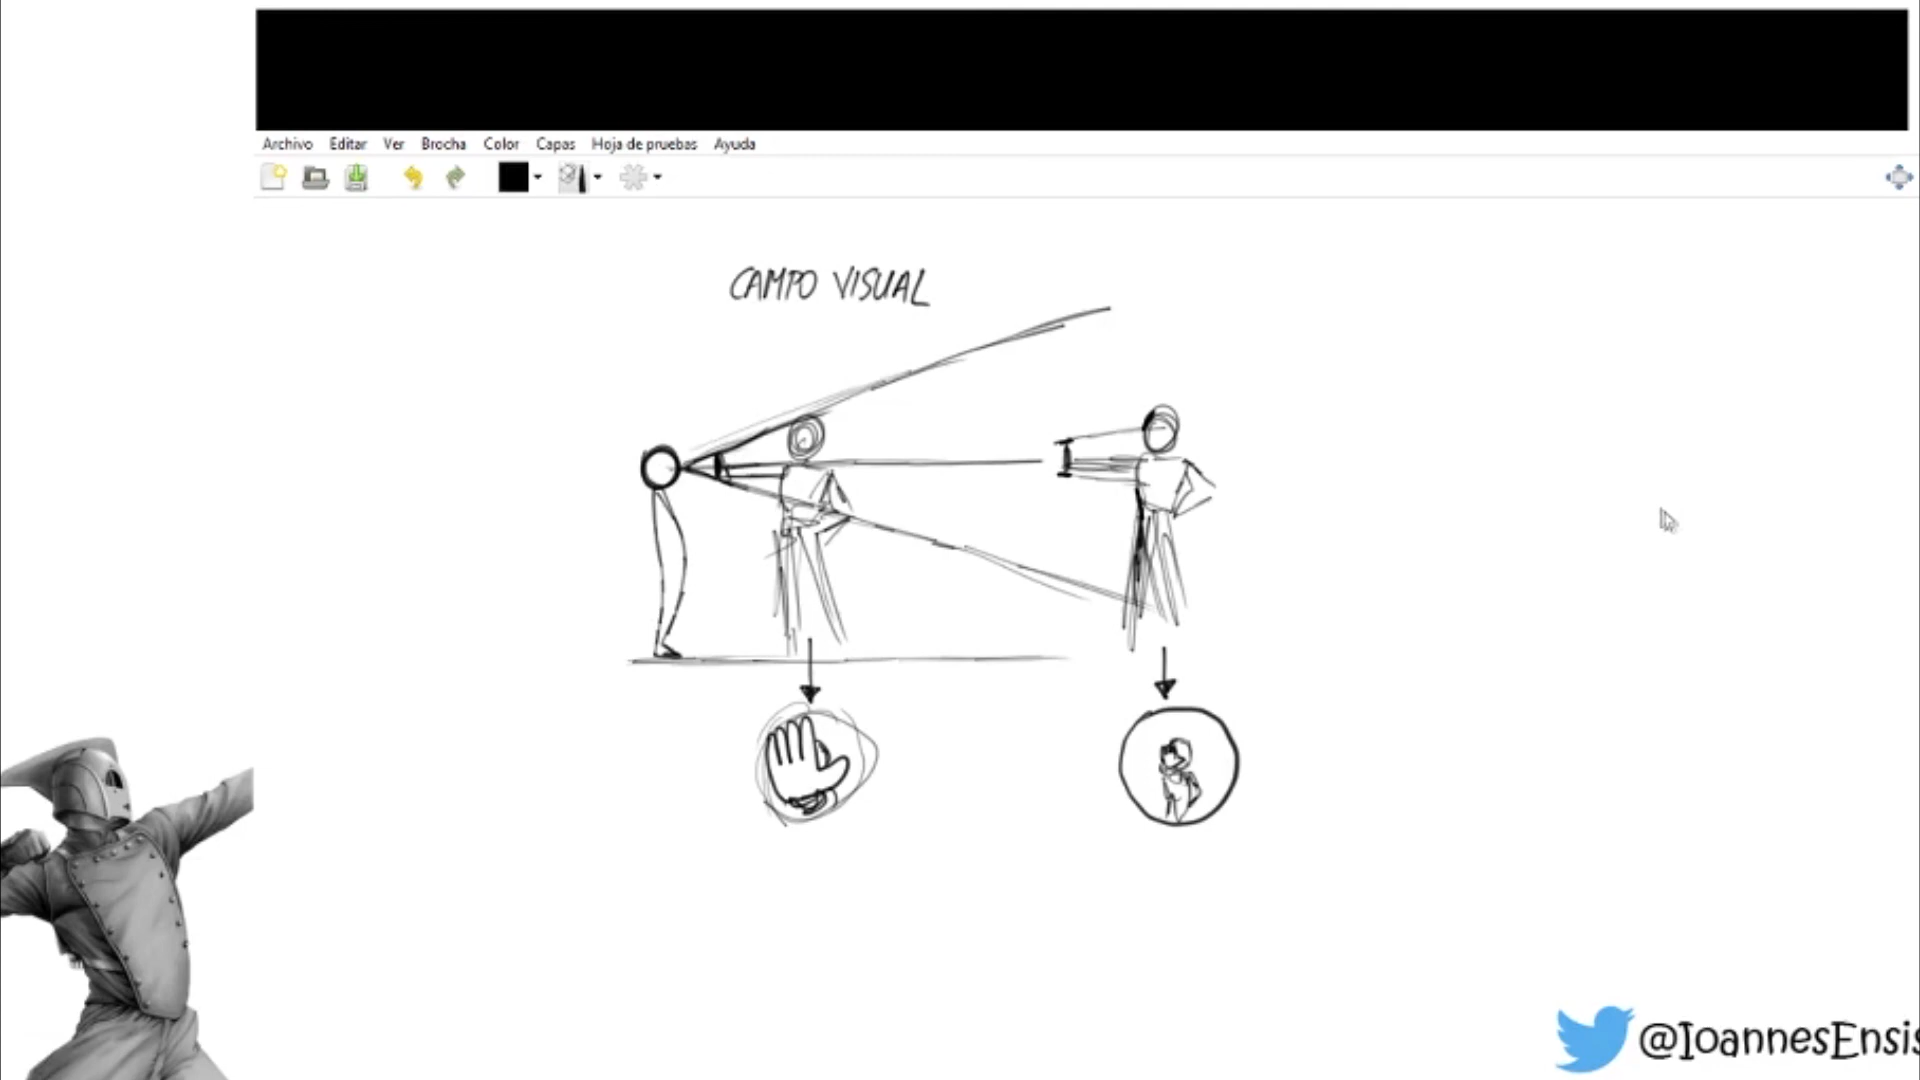 Archivo Editar Ver Brocha Color Capas Hoja de pruebas Ayuda
CAMPO VISUAL
@IoannesEnsis